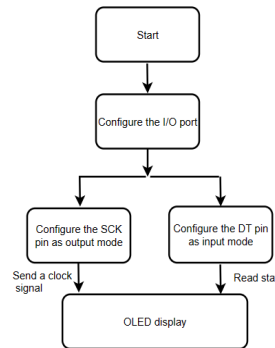 Start
Configure the I/O port
Configure the SCK
pin as output mode
Configure the DT pin
as input mode
Send a clock
signal
Read sta
OLED display